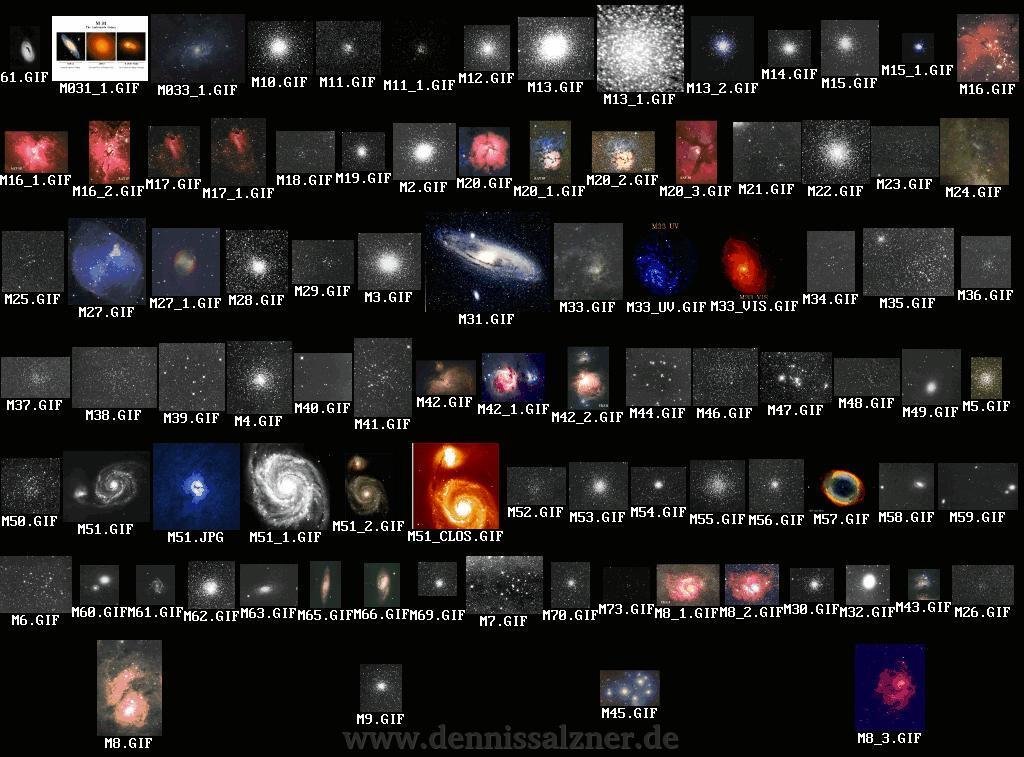 61.GIF M031_1.GIF M033_1.GIF M10.GIF M11.GIF M11_1.GIF M12.GIF M13.GIF M13_1.GIF M13_2.GIF M14.GIF M15.GIF M15_1.GIF M16.GIF
M16_1.GIF M16_2.GIF M17.GIF M17_1.GIF M18.GIF M19.GIF M2.GIF M20.GIF M20_1.GIF M20_2.GIF M20_3.GIF M21.GIF M22.GIF M23.GIF M24.GIF
M33 UV
M33 VIS
M25.GIF M27.GIF M27_1.GIF M28.GIF M29.GIF M3.GIF M31.GIF M33.GIF M33_UV.GIF M33_VIS.GIF M34.GIF M35.GIF M36.GIF
M37.GIF M38.GIF M39.GIF M4.GIF M40.GIF M41.GIF M42.GIF M42_1.GIF M42_2.GIF M44.GIF M46.GIF M47.GIF M48.GIF M49.GIF M5.GIF
M50.GIF M51.GIF M51.JPG M51_1.GIF M51_2.GIF M51_CLOS.GIF M52.GIF M53.GIF M54.GIF M55.GIF M56.GIF M57.GIF M58.GIF M59.GIF
M6.GIF M60.GIF M61.GIF M62.GIF M63.GIF M65.GIF M66.GIF M69.GIF M7.GIF M70.GIF M73.GIF M8_1.GIF M8_2.GIF M30.GIF M32.GIF M43.GIF M26.GIF
M8.GIF M9.GIF M45.GIF M8_3.GIF
www.dennissalzner.de